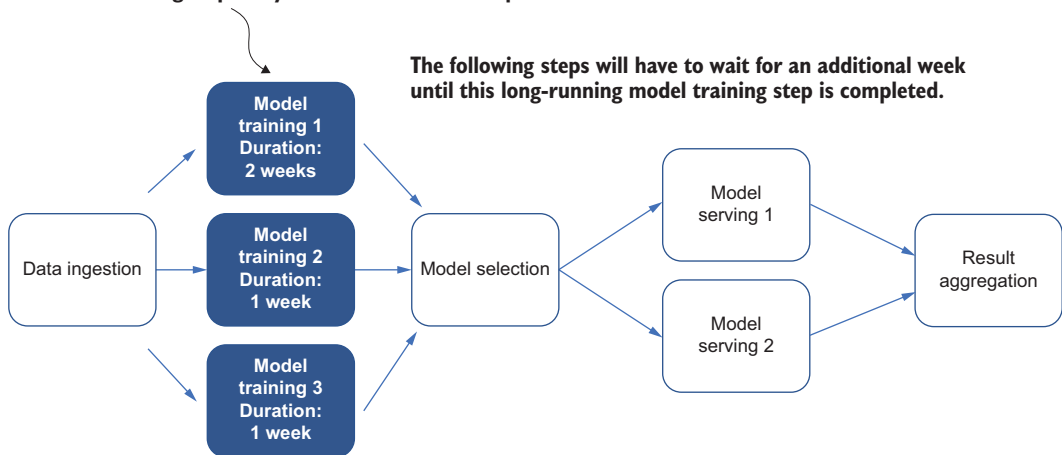 The following steps will have to wait for an additional week
until this long-running model training step is completed.
Model
training 1
Duration:
2 weeks
Data ingestion
Model
training 2
Duration:
1 week
Model
training 3
Duration:
1 week
Model selection
Model
serving 1
Model
serving 2
Result
aggregation